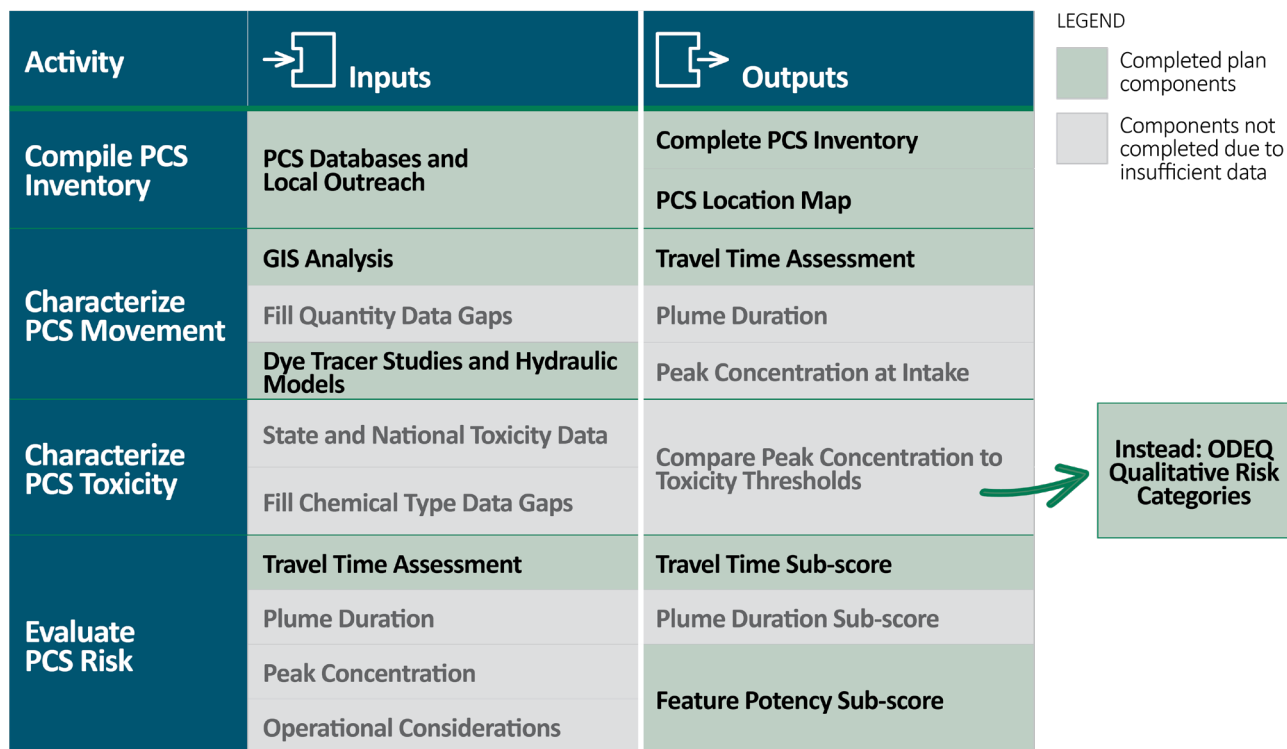 Activity
Inputs
Outputs
LEGEND
Completed plan
components
Components not
completed due to
insufficient data
Compile PCS
Inventory
PCS Databases and
Local Outreach
Complete PCS Inventory
PCS Location Map
Characterize
PCS Movement
GIS Analysis
Travel Time Assessment
Fill Quantity Data Gaps
Plume Duration
Dye Tracer Studies and Hydraulic
Models
Peak Concentration at Intake
Characterize
PCS Toxicity
State and National Toxicity Data
Fill Chemical Type Data Gaps
Compare Peak Concentration to
Toxicity Thresholds
Instead: ODEQ
Qualitative Risk
Categories
Evaluate
PCS Risk
Travel Time Assessment
Travel Time Sub-score
Plume Duration
Plume Duration Sub-score
Peak Concentration
Operational Considerations
Feature Potency Sub-score